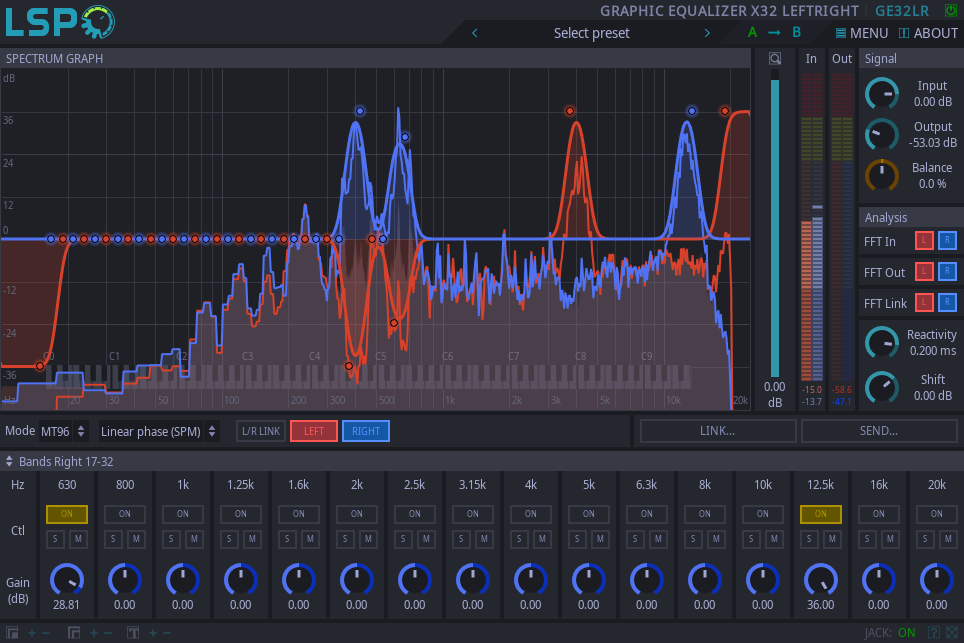 LSP
GRAPHIC EQUALIZER X32 LEFTRIGHT GE32LR
Select preset
A → B
MENU
ABOUT
SPECTRUM GRAPH
In
Out
Signal
dB
36
24
12
0
-12
-24
-36
Hz
C0 C1 C2 C3 C4 C5 C6 C7 C8 C9
20 30 50 100 200 300 500 1k 2k 3k 5k 10k 20k
0.00
dB
-15.0
-13.7
-58.6
-47.1
Input
0.00 dB
Output
-53.03 dB
Balance
0.0 %
Analysis
FFT In L R
FFT Out L R
FFT Link L R
Reactivity
0.200 ms
Shift
0.00 dB
Mode MT96 Linear phase (SPM) L/R LINK LEFT RIGHT LINK... SEND...
Bands Right 17-32
Hz 630 800 1k 1.25k 1.6k 2k 2.5k 3.15k 4k 5k 6.3k 8k 10k 12.5k 16k 20k
ON ON ON ON ON ON ON ON ON ON ON ON ON ON ON ON
Ctl
S M S M S M S M S M S M S M S M S M S M S M S M S M S M S M S M
Gain
(dB)
28.81 0.00 0.00 0.00 0.00 0.00 0.00 0.00 0.00 0.00 0.00 0.00 0.00 36.00 0.00 0.00
JACK: ON